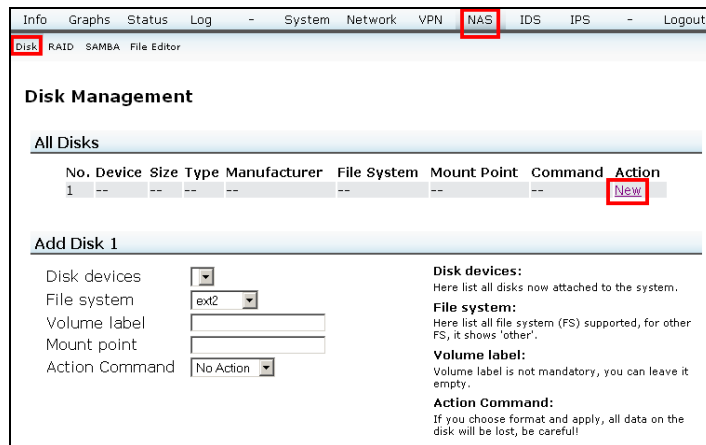 Info Graphs Status Log - System Network VPN NAS IDS IPS - Logout
Disk RAID SAMBA File Editor
Disk Management
All Disks
No. Device Size Type Manufacturer File System Mount Point Command Action
1 -- -- -- -- -- -- -- New
Add Disk 1
Disk devices
File system ext2
Volume label
Mount point
Action Command No Action
Disk devices:
Here list all disks now attached to the system.
File system:
Here list all file system (FS) supported, for other
FS, it shows 'other'.
Volume label:
Volume label is not mandatory, you can leave it
empty.
Action Command:
If you choose format and apply, all data on the
disk will be lost, be careful!